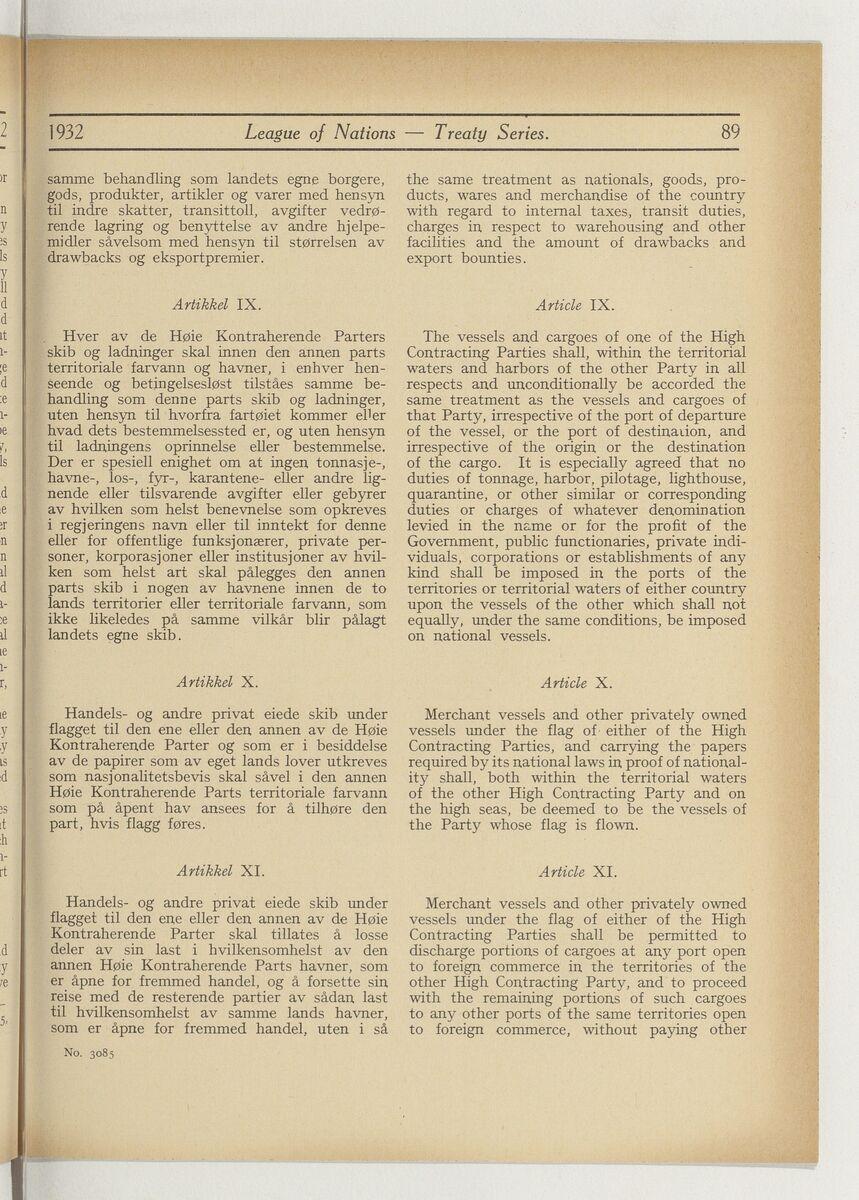 1932 League of Nations — Treaty Series. 89
samme behandling som landets egne borgere,
gods, produkter, artikler og varer med hensyn
til indre skatter, transittoll, avgifter vedrø-
rende lagring og benyttelse av andre hjelpe-
midler såvelsom med hensyn til størrelsen av
drawbacks og eksportpremier.
Artikkel IX.
Hver av de Høie Kontraherende Parters
skib og ladninger skal innen den annen parts
territoriale farvann og havner, i enhver hen-
seende og betingelsesløst tilståes samme be-
handling som denne parts skib og ladninger,
uten hensyn til hvorfra fartøiet kommer eller
hvad dets bestemmelsessted er, og uten hensyn
til ladningens oprinnelse eller bestemmelse.
Der er spesiell enighet om at ingen tonnasje-,
havne-, los-, fyr-, karantene- eller andre lig-
nende eller tilsvarende avgifter eller gebyrer
av hvilken som helst benevnelse som opkreves
i regjeringens navn eller til inntekt for denne
eller for offentlige funksjonærer, private per-
soner, korporasjoner eller institusjoner av hvil-
ken som helst art skal pålegges den annen
parts skib i nogen av havnene innen de to
lands territorier eller territoriale farvann, som
ikke likeledes på samme vilkår blir pålagt
landets egne skib.
Artikkel X.
Handels- og andre privat eiede skib under
flagget til den ene eller den annen av de Høie
Kontraherende Parter og som er i besiddelse
av de papirer som av eget lands lover utkreves
som nasjonalitetsbevis skal såvel i den annen
Høie Kontraherende Parts territoriale farvann
som på åpent hav ansees for å tilhøre den
part, hvis flagg føres.
Artikkel XI.
Handels- og andre privat eiede skib under
flagget til den ene eller den annen av de Høie
Kontraherende Parter skal tillates å losse
deler av sin last i hvilkensomhelst av den
annen Høie Kontraherende Parts havner, som
er åpne for fremmed handel, og å forsette sin
reise med de resterende partier av sådan last
til hvilkensomhelst av samme lands havner,
som er åpne for fremmed handel, uten i så
No. 3085
the same treatment as nationals, goods, pro-
ducts, wares and merchandise of the country
with regard to internal taxes, transit duties,
charges in respect to warehousing and other
facilities and the amount of drawbacks and
export bounties.
Article IX.
The vessels and cargoes of one of the High
Contracting Parties shall, within the territorial
waters and harbors of the other Party in all
respects and unconditionally be accorded the
same treatment as the vessels and cargoes of
that Party, irrespective of the port of departure
of the vessel, or the port of destination, and
irrespective of the origin or the destination
of the cargo. It is especially agreed that no
duties of tonnage, harbor, pilotage, lighthouse,
quarantine, or other similar or corresponding
duties or charges of whatever denomination
levied in the name or for the profit of the
Government, public functionaries, private indi-
viduals, corporations or establishments of any
kind shall be imposed in the ports of the
territories or territorial waters of either country
upon the vessels of the other which shall not
equally, under the same conditions, be imposed
on national vessels.
Article X.
Merchant vessels and other privately owned
vessels under the flag of either of the High
Contracting Parties, and carrying the papers
required by its national laws in proof of national-
ity shall, both within the territorial waters
of the other High Contracting Party and on
the high seas, be deemed to be the vessels of
the Party whose flag is flown.
Article XI.
Merchant vessels and other privately owned
vessels under the flag of either of the High
Contracting Parties shall be permitted to
discharge portions of cargoes at any port open
to foreign commerce in the territories of the
other High Contracting Party, and to proceed
with the remaining portions of such cargoes
to any other ports of the same territories open
to foreign commerce, without paying other